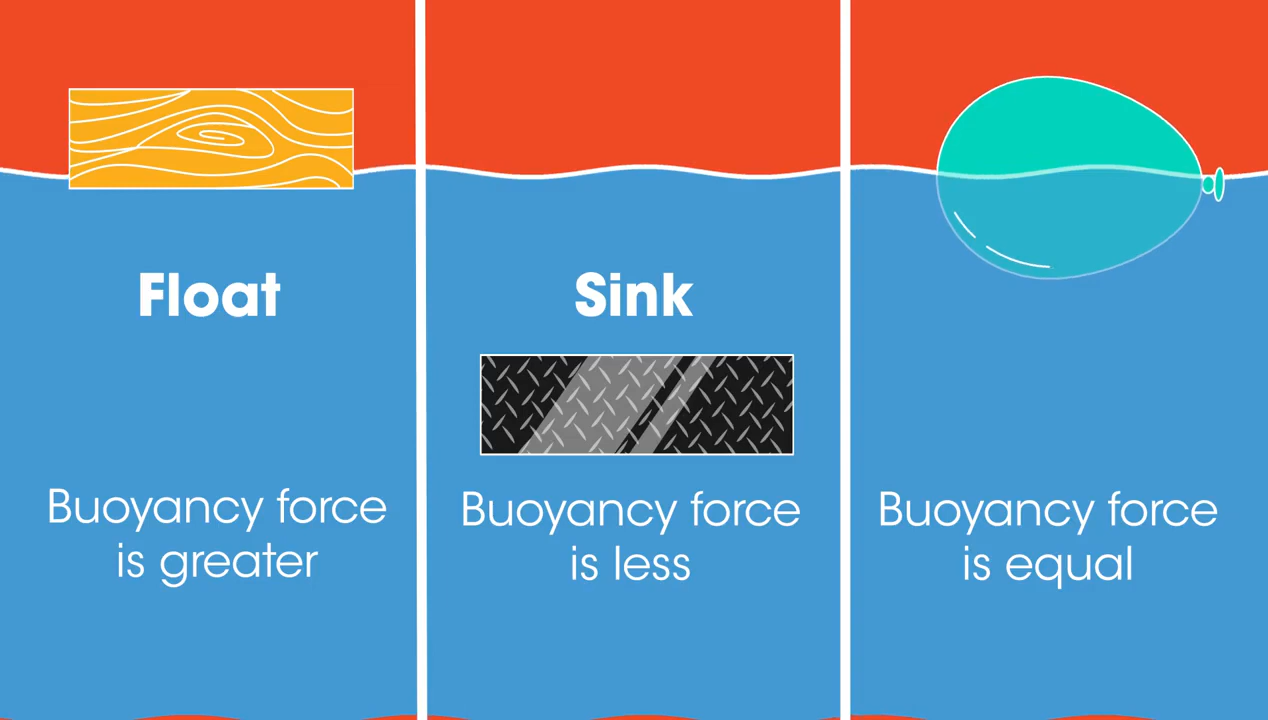 Float
Buoyancy force
is greater
Sink
Buoyancy force
is less
Buoyancy force
is equal